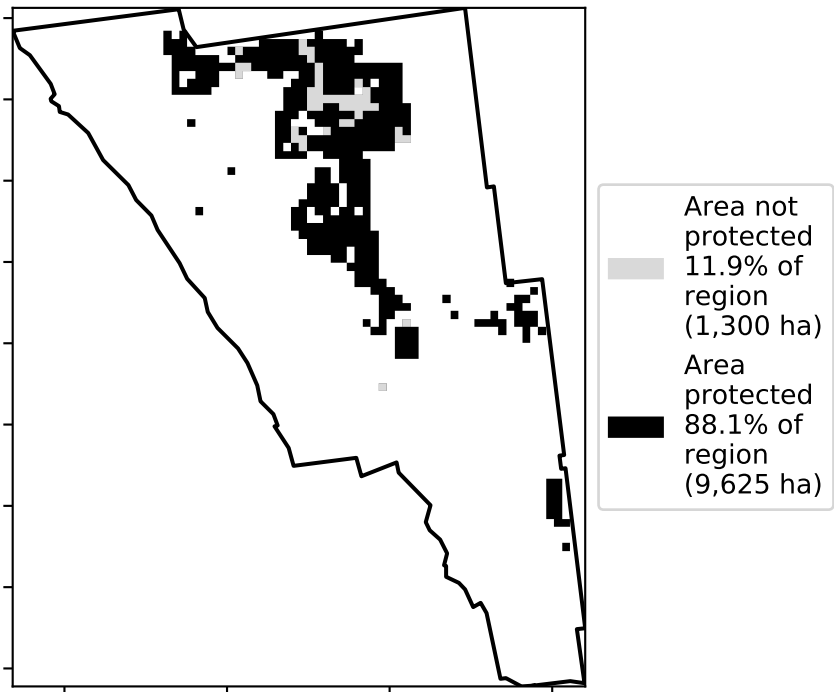 Area not
protected
11.9% of
region
(1,300 ha)
Area
protected
88.1% of
region
(9,625 ha)